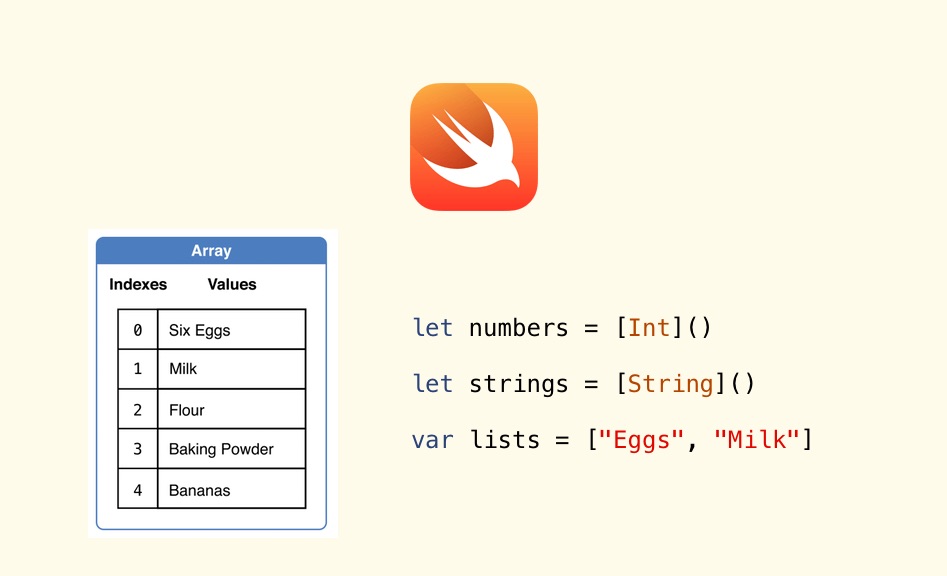 Array
Indexes Values
0 Six Eggs
1 Milk
2 Flour
3 Baking Powder
4 Bananas
let numbers = [Int]()
let strings = [String]()
var lists = ["Eggs", "Milk"]